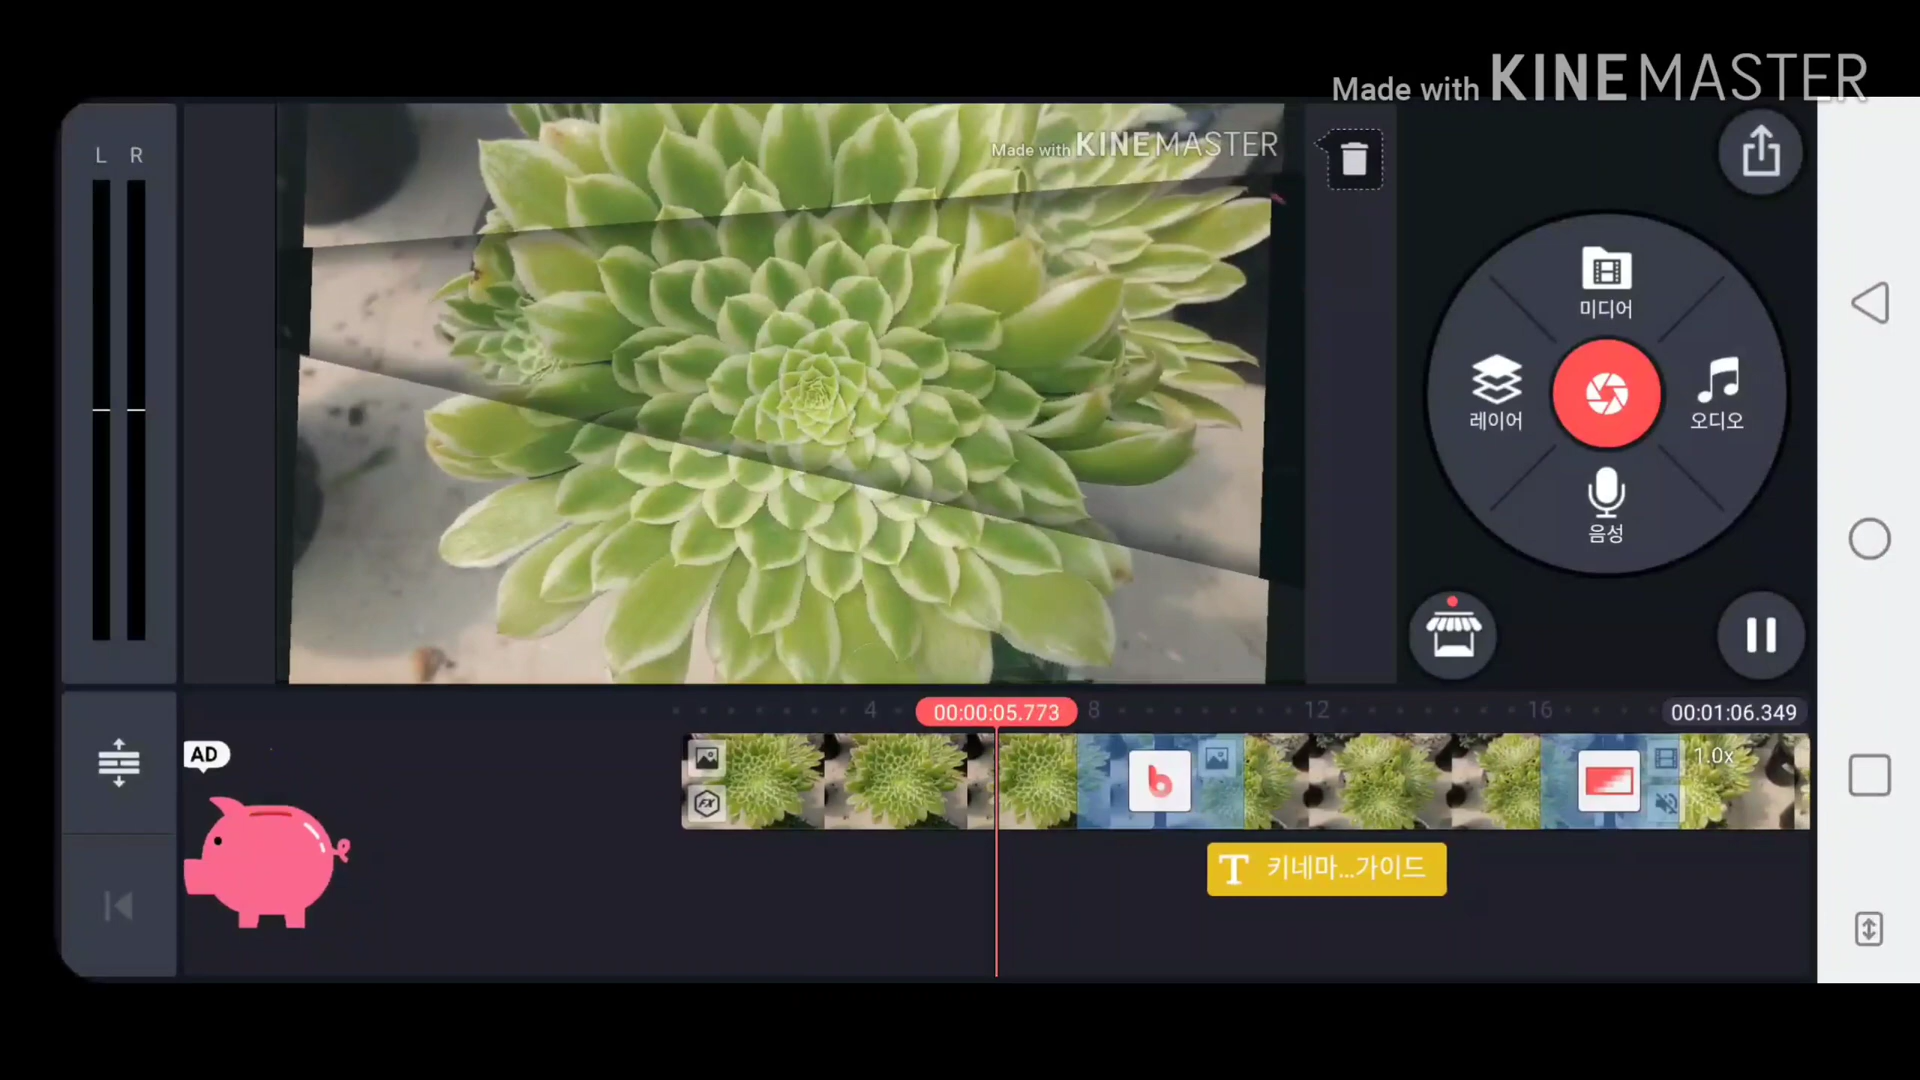 Made with KINEMASTER
L R
Made with KINEMASTER
미디어
레이어
오디오
음성
4
00:00:05.773
8
12
16
00:01:06.349
AD
FX
b
1.0x
T 키네마...가이드